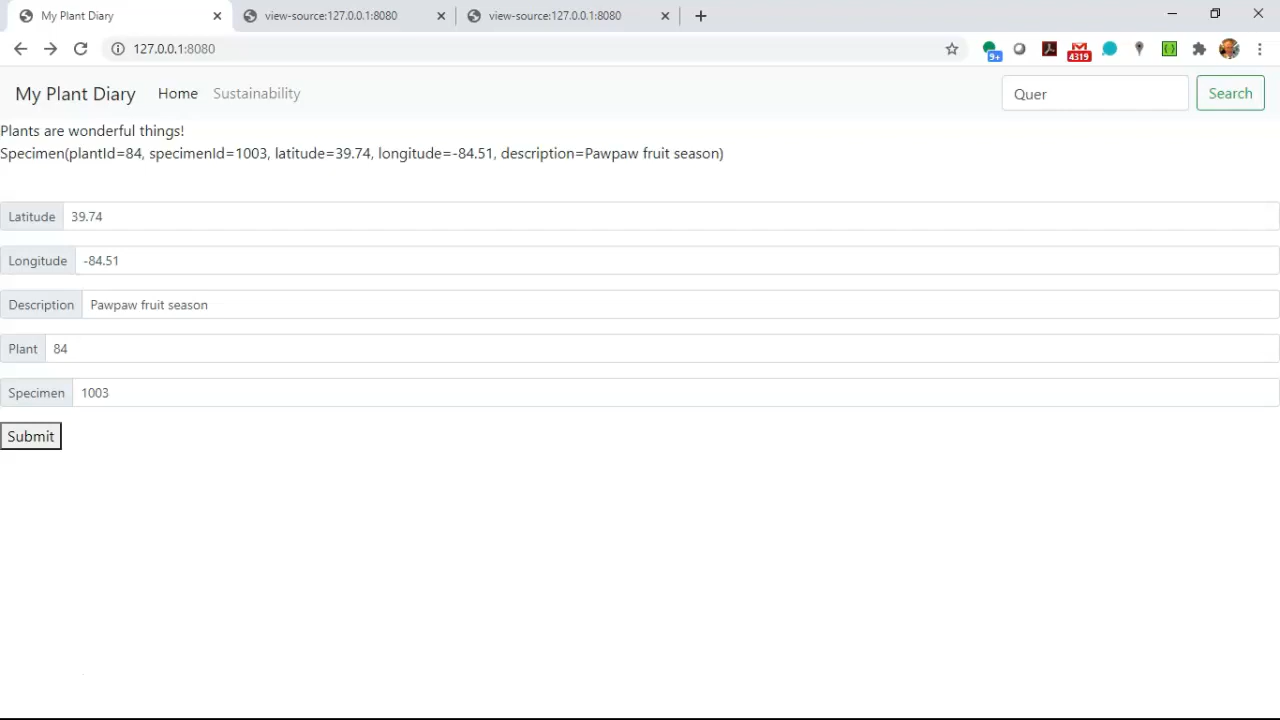 My Plant Diary
view-source:127.0.0.1:8080
view-source:127.0.0.1:8080
127.0.0.1:8080
9+
4319
My Plant Diary Home Sustainability
Quer
Search
Plants are wonderful things!
Specimen(plantId=84, specimenId=1003, latitude=39.74, longitude=-84.51, description=Pawpaw fruit season)
Latitude 39.74
Longitude -84.51
Description Pawpaw fruit season
Plant 84
Specimen 1003
Submit